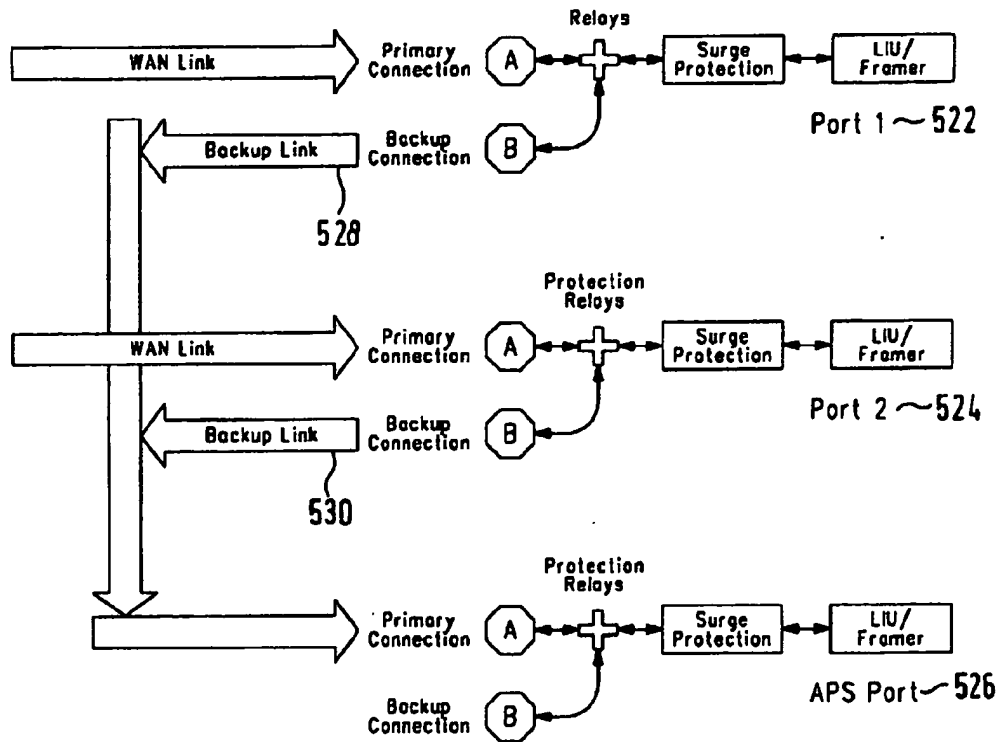 Relays
WAN Link
Primary
Connection
A
Surge
Protection
LIU/
Framer
Port 1 ~ 522
Backup Link
Backup
Connection
B
528
Protection
Relays
WAN Link
Primary
Connection
A
Surge
Protection
LIU/
Framer
Port 2 ~ 524
Backup Link
Backup
Connection
B
530
Protection
Relays
Primary
Connection
A
Surge
Protection
LIU/
Framer
APS Port ~ 526
Backup
Connection
B